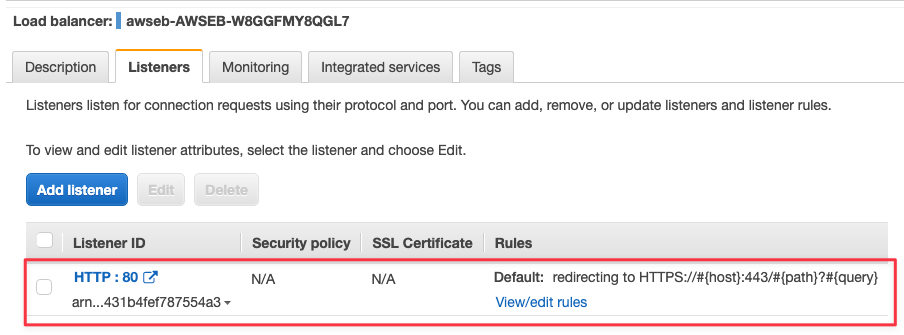 Load balancer: awseb-AWSEB-W8GGFMY8QGL7
Description Listeners Monitoring Integrated services Tags
Listeners listen for connection requests using their protocol and port. You can add, remove, or update listeners and listener rules.
To view and edit listener attributes, select the listener and choose Edit.
Add listener Edit Delete
Listener ID Security policy SSL Certificate Rules
HTTP : 80 N/A N/A Default: redirecting to HTTPS://#{host}:443/#{path}?#{query}
arn...431b4fef787554a3 View/edit rules